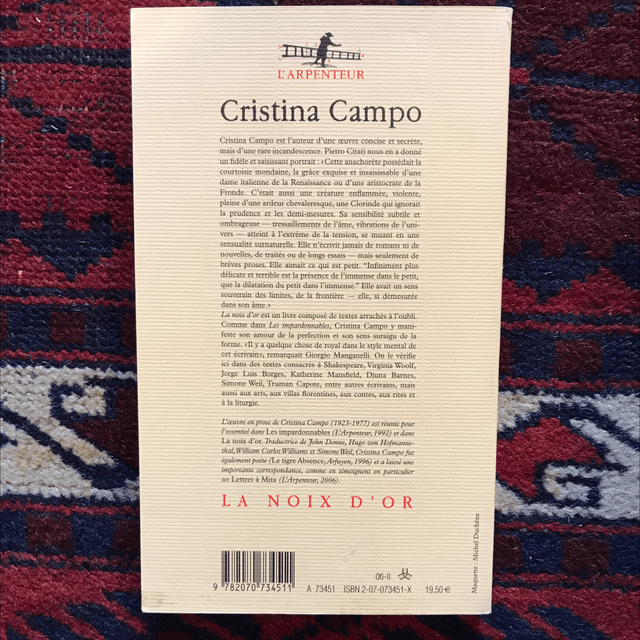 L'ARPENTEUR
Cristina Campo
Cristina Campo est l'auteur d'une œuvre concise et secrète,
mais d'une rare incandescence. Pietro Citati nous en a donné
un fidèle et saisissant portrait : «Cette anachorète possédait la
courtoisie mondaine, la grâce exquise et insaisissable d'une
dame italienne de la Renaissance ou d'une aristocrate de la
Fronde. C'était aussi une créature enflammée, violente,
pleine d'une ardeur chevaleresque, une Clorinde qui ignorait
la prudence et les demi-mesures. Sa sensibilité subtile et
ombrageuse — tressaillements de l'âme, vibrations de l'uni-
vers — atteint à l'extrême de la tension, se muant en une
sensualité surnaturelle. Elle n'écrivit jamais de romans ni de
nouvelles, de traités ou de longs essais — mais seulement de
brèves proses. Elle aimait ce qui est petit. "Infiniment plus
délicate et terrible est la présence de l'immense dans le petit,
que la dilatation du petit dans l'immense." Elle avait un sens
souverain des limites, de la frontière — elle, si démesurée
dans son âme.»
La noix d'or est un livre composé de textes arrachés à l'oubli.
Comme dans Les impardonnables, Cristina Campo y mani-
feste son amour de la perfection et son sens suraigu de la
forme. «Il y a quelque chose de royal dans le style mental de
cet écrivain», remarquait Giorgio Manganelli. On le vérifie
ici dans des textes consacrés à Shakespeare, Virginia Woolf,
Jorge Luis Borges, Katherine Mansfield, Djuna Barnes,
Simone Weil, Truman Capote, entre autres écrivains, mais
aussi aux arts, aux villas florentines, aux contes, aux rites et
à la liturgie.
L'œuvre en prose de Cristina Campo (1923-1977) est réunie pour
l'essentiel dans Les impardonnables (L'Arpenteur, 1992) et dans
La noix d'or. Traductrice de John Donne, Hugo von Hofmanns-
thal, William Carlos Williams et Simone Weil, Cristina Campo fut
également poète (Le tigre Absence, Arfuyen, 1996) et a laissé une
importante correspondance, comme en témoignent en particulier
ses Lettres à Mita (L'Arpenteur, 2006).
LA NOIX D'OR
Maquette : Michel Duchêne
06-II
9 782070 734511
A 73451 ISBN 2-07-073451-X 19,50 €